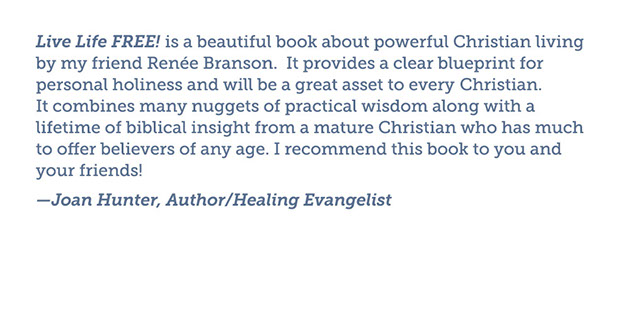 Live Life FREE! is a beautiful book about powerful Christian living
by my friend Renée Branson.  It provides a clear blueprint for
personal holiness and will be a great asset to every Christian.
It combines many nuggets of practical wisdom along with a
lifetime of biblical insight from a mature Christian who has much
to offer believers of any age. I recommend this book to you and
your friends!
—Joan Hunter, Author/Healing Evangelist